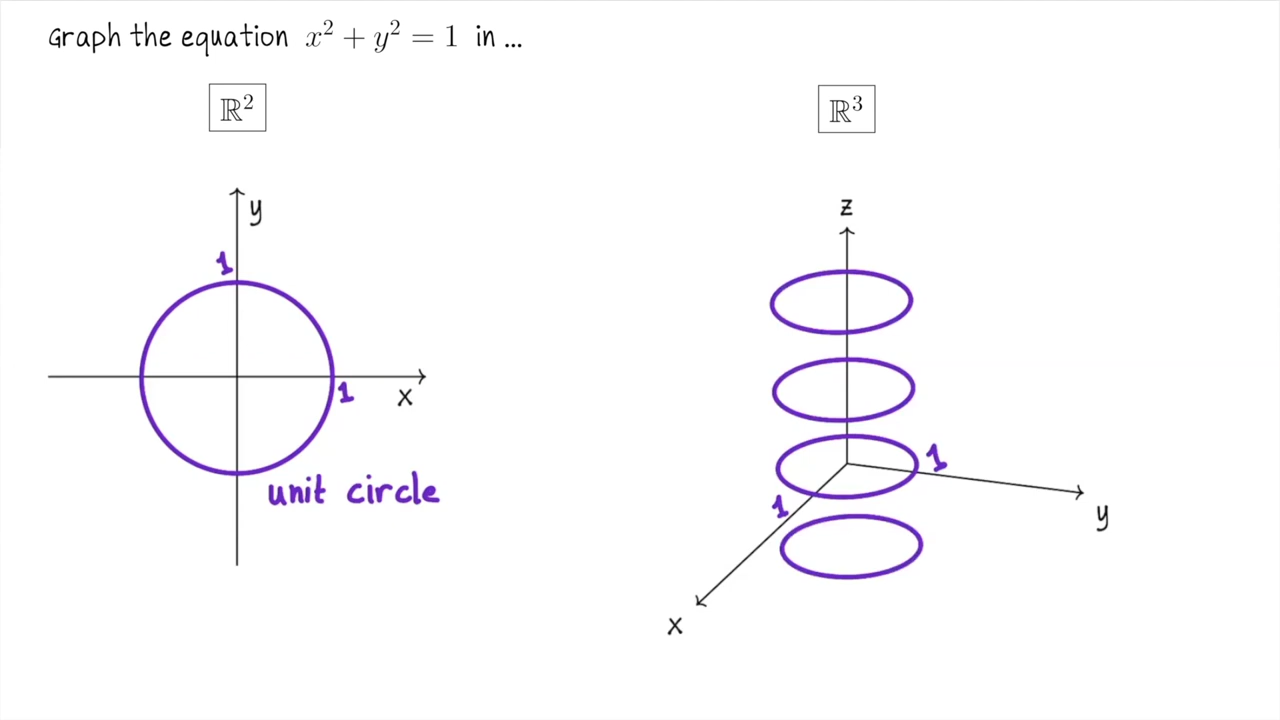 Graph the equation x² + y² = 1 in ...
ℝ²
ℝ³
y
1
1
x
unit circle
z
1
1
y
x